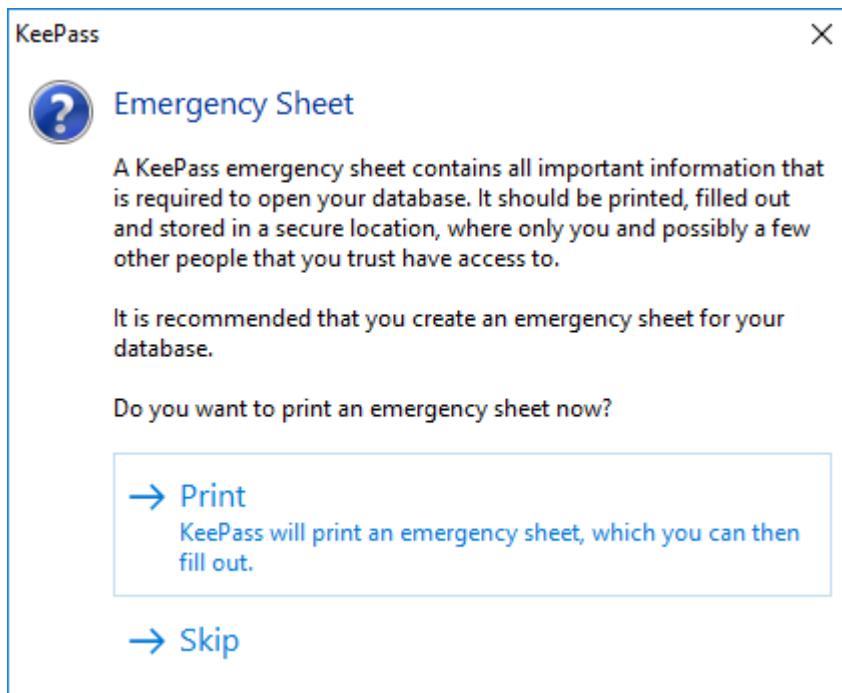 KeePass
Emergency Sheet
A KeePass emergency sheet contains all important information that
is required to open your database. It should be printed, filled out
and stored in a secure location, where only you and possibly a few
other people that you trust have access to.
It is recommended that you create an emergency sheet for your
database.
Do you want to print an emergency sheet now?
Print
KeePass will print an emergency sheet, which you can then
fill out.
Skip